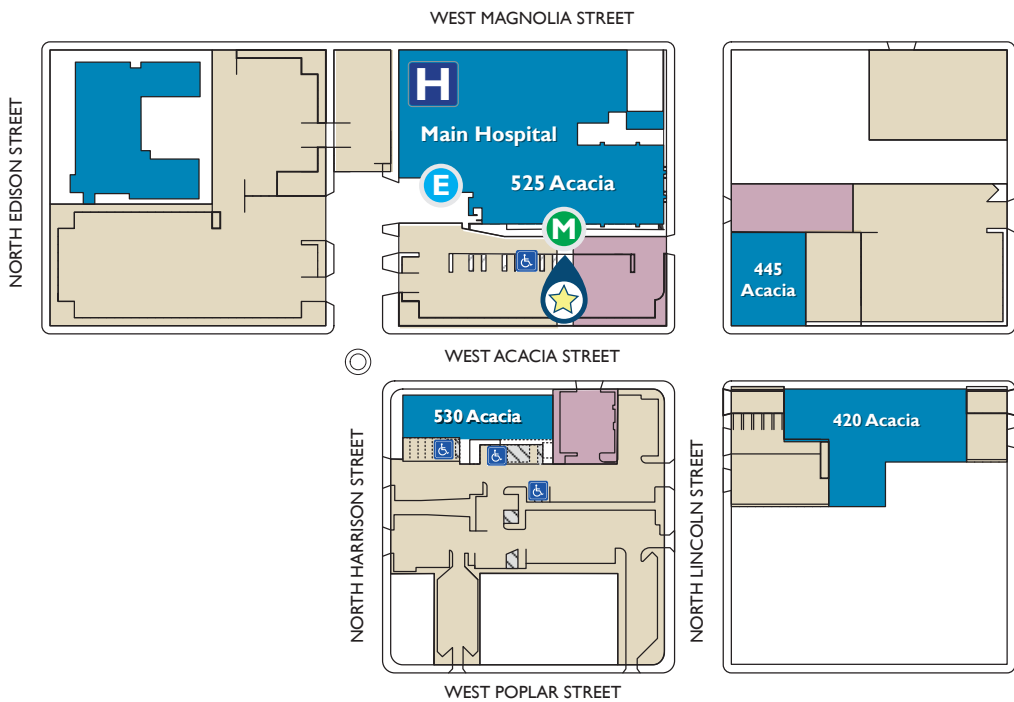 WEST MAGNOLIA STREET
NORTH EDISON STREET
H
Main Hospital
525 Acacia
E
M
445
Acacia
WEST ACACIA STREET
530 Acacia
420 Acacia
NORTH HARRISON STREET
NORTH LINCOLN STREET
WEST POPLAR STREET